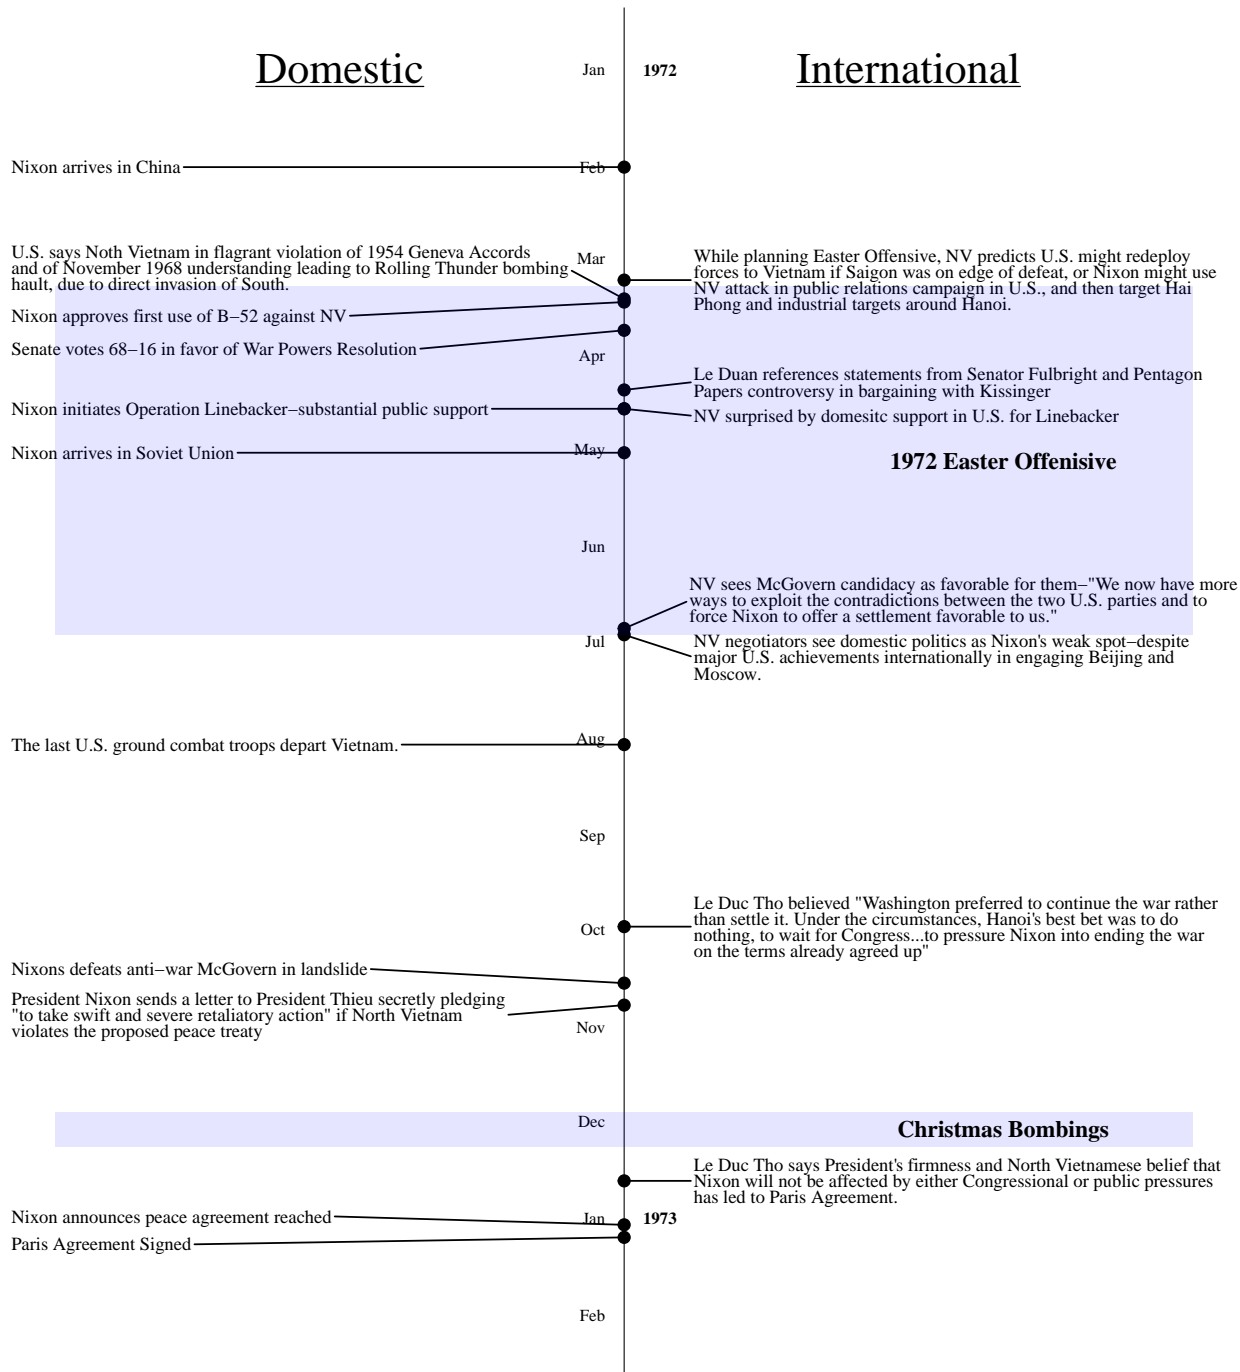 Domestic
Jan
1972
International
Nixon arrives in China
Feb
U.S. says Noth Vietnam in flagrant violation of 1954 Geneva Accords
and of November 1968 understanding leading to Rolling Thunder bombing
hault, due to direct invasion of South.
Mar
While planning Easter Offensive, NV predicts U.S. might redeploy
forces to Vietnam if Saigon was on edge of defeat, or Nixon might use
NV attack in public relations campaign in U.S., and then target Hai
Phong and industrial targets around Hanoi.
Nixon approves first use of B−52 against NV
Senate votes 68−16 in favor of War Powers Resolution
Apr
Le Duan references statements from Senator Fulbright and Pentagon
Papers controversy in bargaining with Kissinger
Nixon initiates Operation Linebacker−substantial public support
NV surprised by domesitc support in U.S. for Linebacker
Nixon arrives in Soviet Union
May
1972 Easter Offenisive
Jun
NV sees McGovern candidacy as favorable for them−"We now have more
ways to exploit the contradictions between the two U.S. parties and to
force Nixon to offer a settlement favorable to us."
Jul
NV negotiators see domestic politics as Nixon's weak spot−despite
major U.S. achievements internationally in engaging Beijing and
Moscow.
The last U.S. ground combat troops depart Vietnam.
Aug
Sep
Le Duc Tho believed "Washington preferred to continue the war rather
than settle it. Under the circumstances, Hanoi's best bet was to do
nothing, to wait for Congress...to pressure Nixon into ending the war
on the terms already agreed up"
Oct
Nixons defeats anti−war McGovern in landslide
President Nixon sends a letter to President Thieu secretly pledging
"to take swift and severe retaliatory action" if North Vietnam
violates the proposed peace treaty
Nov
Dec
Christmas Bombings
Le Duc Tho says President's firmness and North Vietnamese belief that
Nixon will not be affected by either Congressional or public pressures
has led to Paris Agreement.
Nixon announces peace agreement reached
Jan
1973
Paris Agreement Signed
Feb